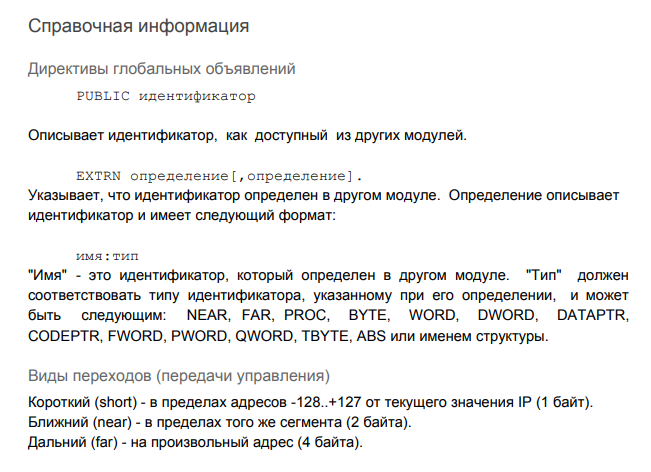 Справочная информация
Директивы глобальных объявлений
PUBLIC идентификатор
Описывает идентификатор, как доступный из других модулей.
EXTRN определение[,определение].
Указывает, что идентификатор определен в другом модуле. Определение описывает
идентификатор и имеет следующий формат:
имя:тип
"Имя" - это идентификатор, который определен в другом модуле. "Тип" должен
соответствовать типу идентификатора, указанному при его определении, и может
быть следующим: NEAR, FAR, PROC, BYTE, WORD, DWORD, DATAPTR,
CODEPTR, FWORD, PWORD, QWORD, TBYTE, ABS или именем структуры.
Виды переходов (передачи управления)
Короткий (short) - в пределах адресов -128..+127 от текущего значения IP (1 байт).
Ближний (near) - в пределах того же сегмента (2 байта).
Дальний (far) - на произвольный адрес (4 байта).